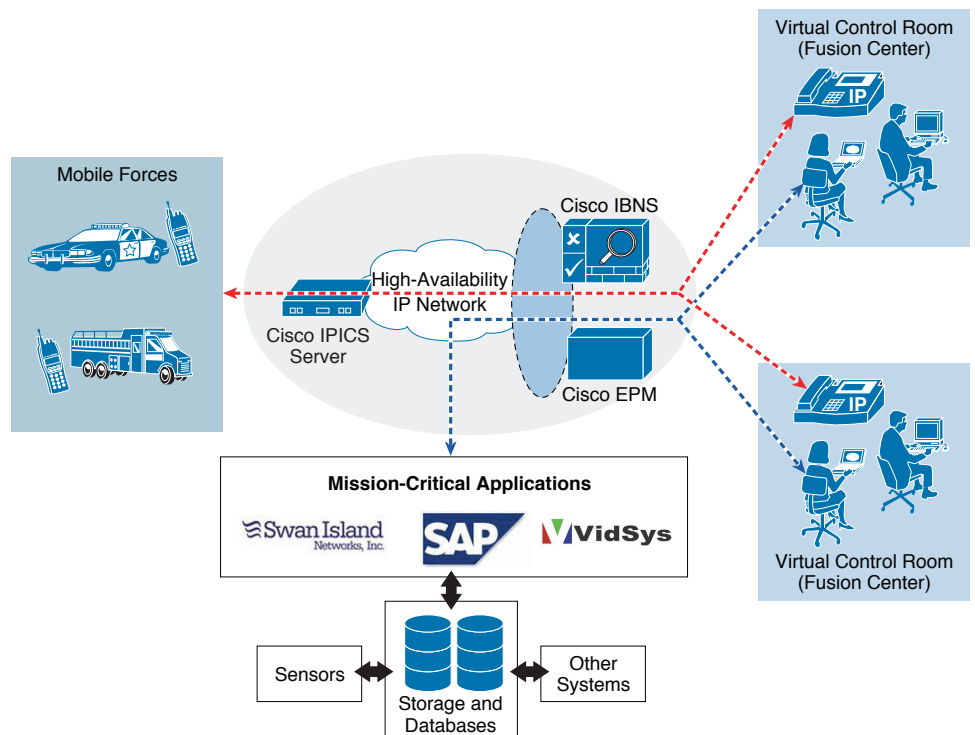 Virtual Control Room
(Fusion Center)
IP
Mobile Forces
Cisco IBNS
High-Availability
IP Network
Cisco IPICS
Server
Cisco EPM
IP
Virtual Control Room
(Fusion Center)
Mission-Critical Applications
Swan Island
Networks, Inc.
SAP
VidSys
Sensors
Storage and
Databases
Other
Systems